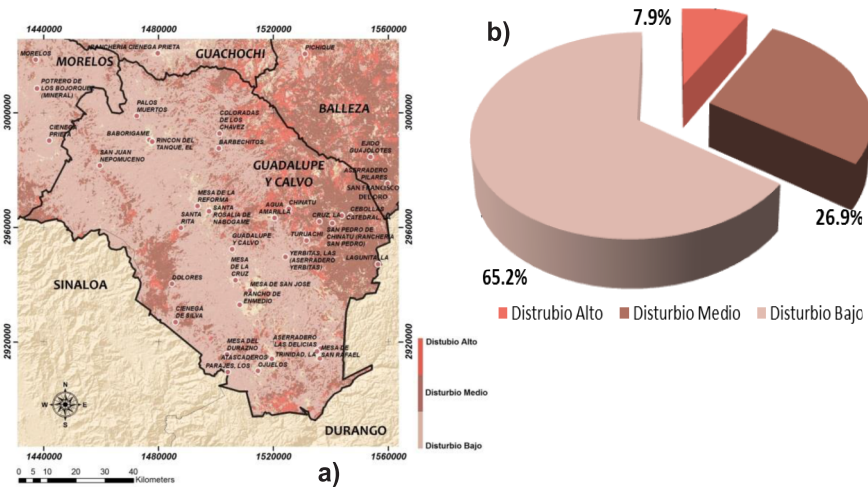 1440000
1480000
1520000
1560000
3000000
2960000
2920000
3000000
2960000
2920000
MORELOS
RANCHERIA CIENEGA PRIETA
PICHIQUE
MORELOS
GUACHOCHI
POTRERO DE
LOS BOJORQUEZ
(MINERAL)
PALOS
MUERTOS
COLORADAS
DE LOS
CHAVEZ
BALLEZA
CIENEGA
PRIETA
BABORIGAME
RINCON DEL
TANQUE, EL
BARBECHITOS
EJIDO
GUAJOLOTES
SAN JUAN
NEPOMUCENO
GUADALUPE
Y CALVO
ASERRADERO
PILARES
SAN FRANCISCO
DEL ORO
MESA DE LA
REFORMA
AGUA
AMARILLA
CHINATU
SANTA
RITA
SANTA
ROSALIA DE
NABOGAME
CRUZ, LA
CEBOLLAS
CATEDRAL, LA
GUADALUPE
Y CALVO
TURUACHI
SAN PEDRO DE
CHINATU (RANCHERIA
SAN PEDRO)
YERBITAS, LAS
(ASERRADERO
YERBITAS)
LAGUNITA, LA
MESA
DE LA
CRUZ
SINALOA
DOLORES
MESA DE SAN JOSE
RANCHO DE
ENMEDIO
CIENEGA
DE SILVA
MESA DEL
DURAZNO
ASERRADERO
LAS DELICIAS
MESA DE
SAN RAFAEL
ATASCADEROS
TRINIDAD, LA
PARAJES, LOS
OJUELOS
DURANGO
N
W
E
S
1440000
1480000
1520000
1560000
0 5 10 20 30 40
Kilometers
a)
Distubio Alto
Disturbio Medio
Disturbio Bajo
b)
7.9%
26.9%
65.2%
Distrubio Alto
Disturbio Medio
Disturbio Bajo